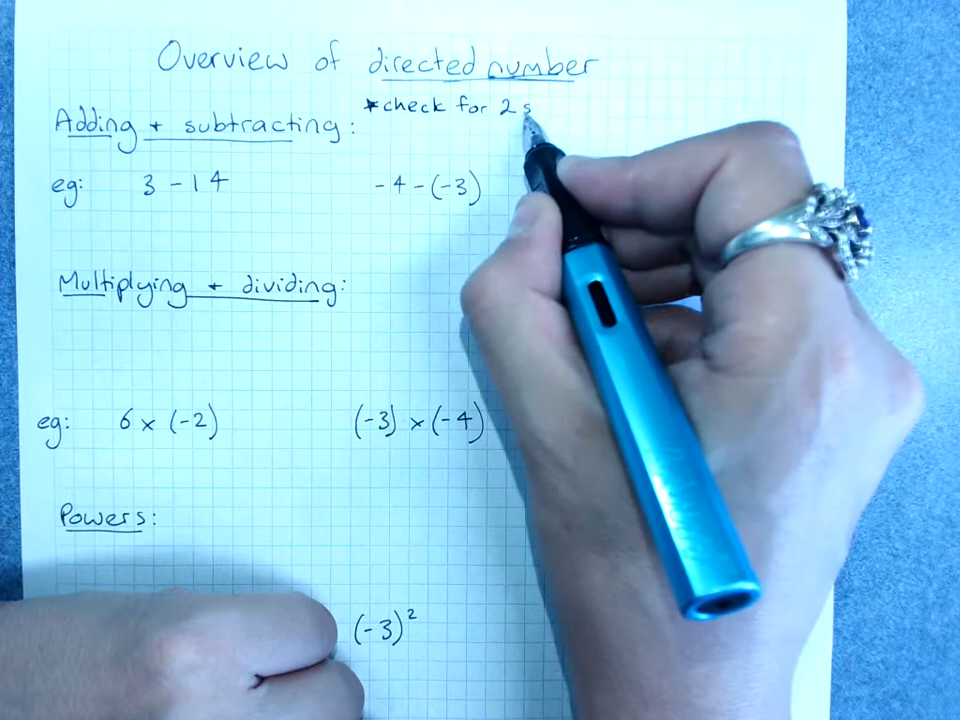 Overview of directed number
*check for 2 s
Adding + subtracting:
eg: 3 - 14 -4 - (-3)
Multiplying + dividing:
eg: 6 × (-2) (-3) × (-4)
Powers:
(-3)²